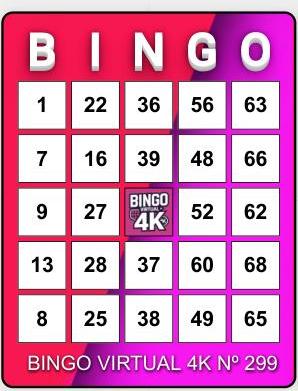 B I N G O
1 22 36 56 63
7 16 39 48 66
9 27 BINGO VIRTUAL 4K 52 62
13 28 37 60 68
8 25 38 49 65
BINGO VIRTUAL 4K Nº 299